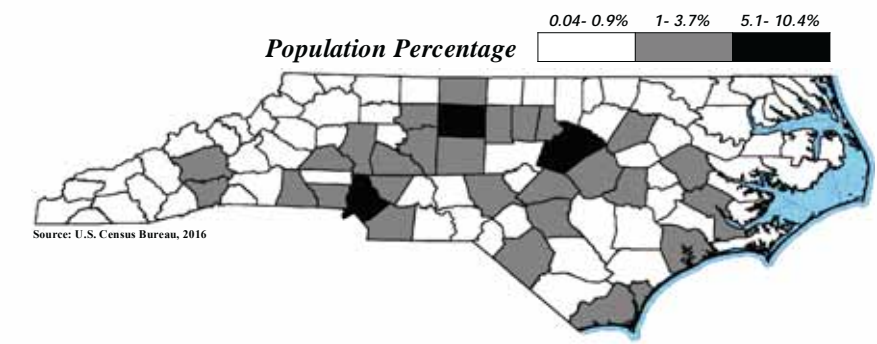 0.04- 0.9% 1- 3.7% 5.1- 10.4%
Population Percentage
Source: U.S. Census Bureau, 2016